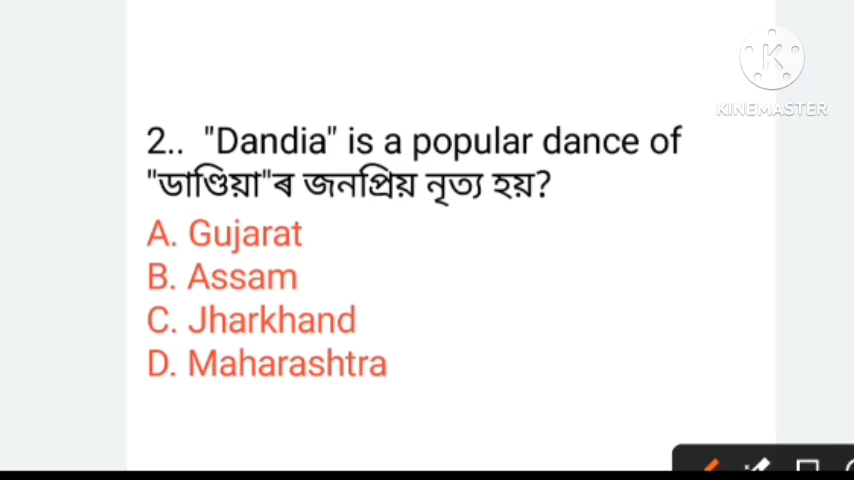 KINEMASTER
2.. "Dandia" is a popular dance of
"ডাণ্ডিয়া"ৰ জনপ্ৰিয় নৃত্য হয়?
A. Gujarat
B. Assam
C. Jharkhand
D. Maharashtra